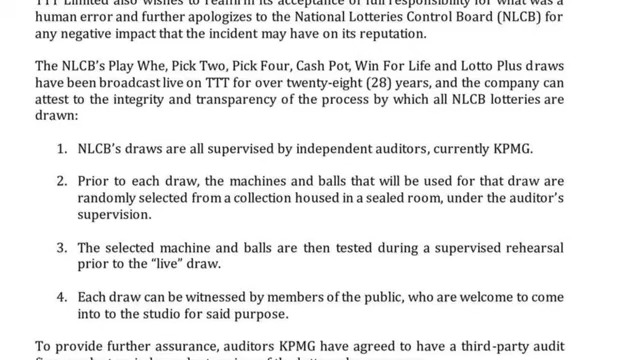 TTT Limited also wishes to reaffirm its acceptance of full responsibility for what was a
human error and further apologizes to the National Lotteries Control Board (NLCB) for
any negative impact that the incident may have on its reputation.
The NLCB's Play Whe, Pick Two, Pick Four, Cash Pot, Win For Life and Lotto Plus draws
have been broadcast live on TTT for over twenty-eight (28) years, and the company can
attest to the integrity and transparency of the process by which all NLCB lotteries are
drawn:
1. NLCB's draws are all supervised by independent auditors, currently KPMG.
2. Prior to each draw, the machines and balls that will be used for that draw are
randomly selected from a collection housed in a sealed room, under the auditor's
supervision.
3. The selected machine and balls are then tested during a supervised rehearsal
prior to the "live" draw.
4. Each draw can be witnessed by members of the public, who are welcome to come
into to the studio for said purpose.
To provide further assurance, auditors KPMG have agreed to have a third-party audit